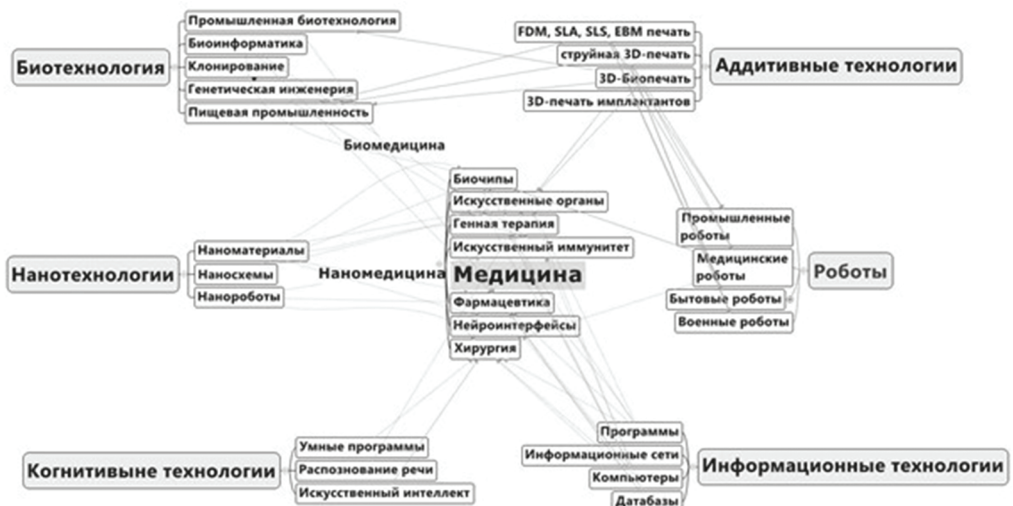 Биотехнология
Промышленная биотехнология
Биоинформатика
Клонирование
Генетическая инженерия
Пищевая промышленность
FDM, SLA, SLS, EBM печать
струйная 3D-печать
3D-Биопечать
3D-печать имплантантов
Аддитивные технологии
Биомедицина
Нанотехнологии
Наноматериалы
Наносхемы
Нанороботы
Наномедицина
Биочипы
Искусственные органы
Генная терапия
Искусственный иммунитет
Медицина
Фармацевтика
Нейроинтерфейсы
Хирургия
Промышленные
роботы
Медицинские
роботы
Бытовые роботы
Военные роботы
Роботы
Когнитивыне технологии
Умные программы
Распознование речи
Искусственный интеллект
Программы
Информационные сети
Компьютеры
Датабазы
Информационные технологии